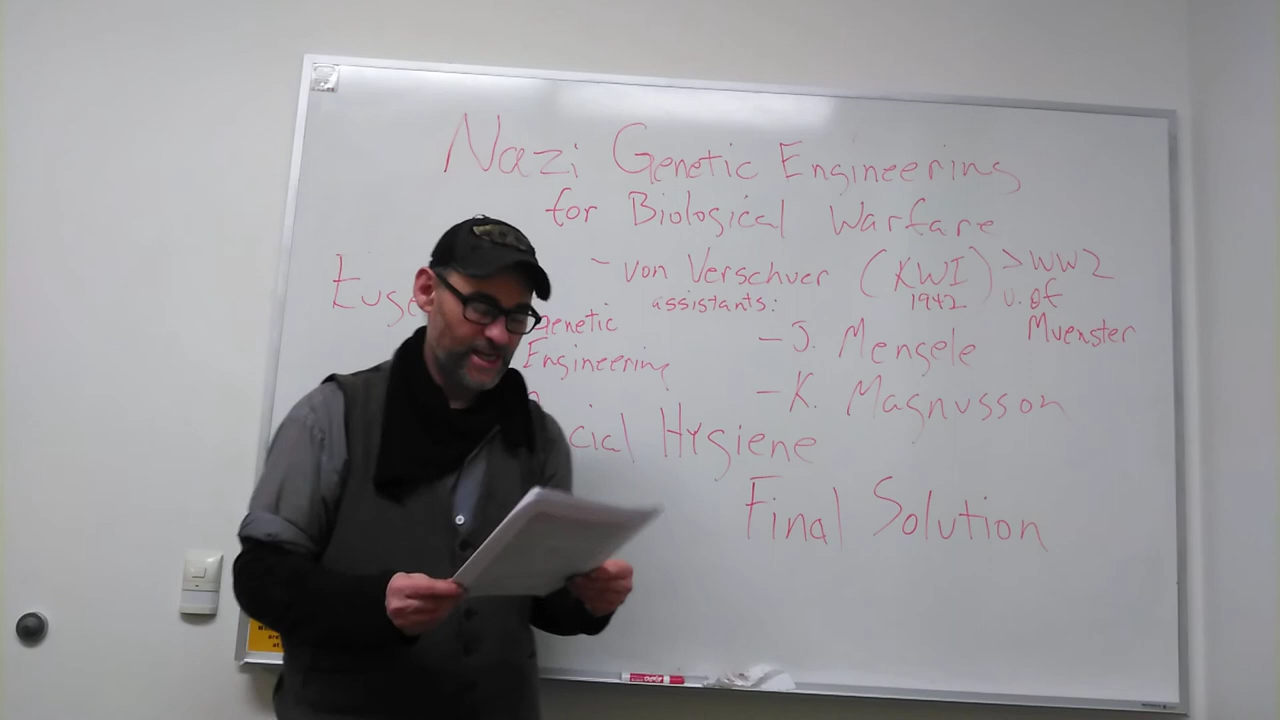 Nazi Genetic Engineering
for Biological Warfare
- von Verschuer (KWI) > WW2
1942 U. of
Muenster
assistants:
Genetic
Engineering
- J. Mengele
- K. Magnusson
Hygiene
Final Solution